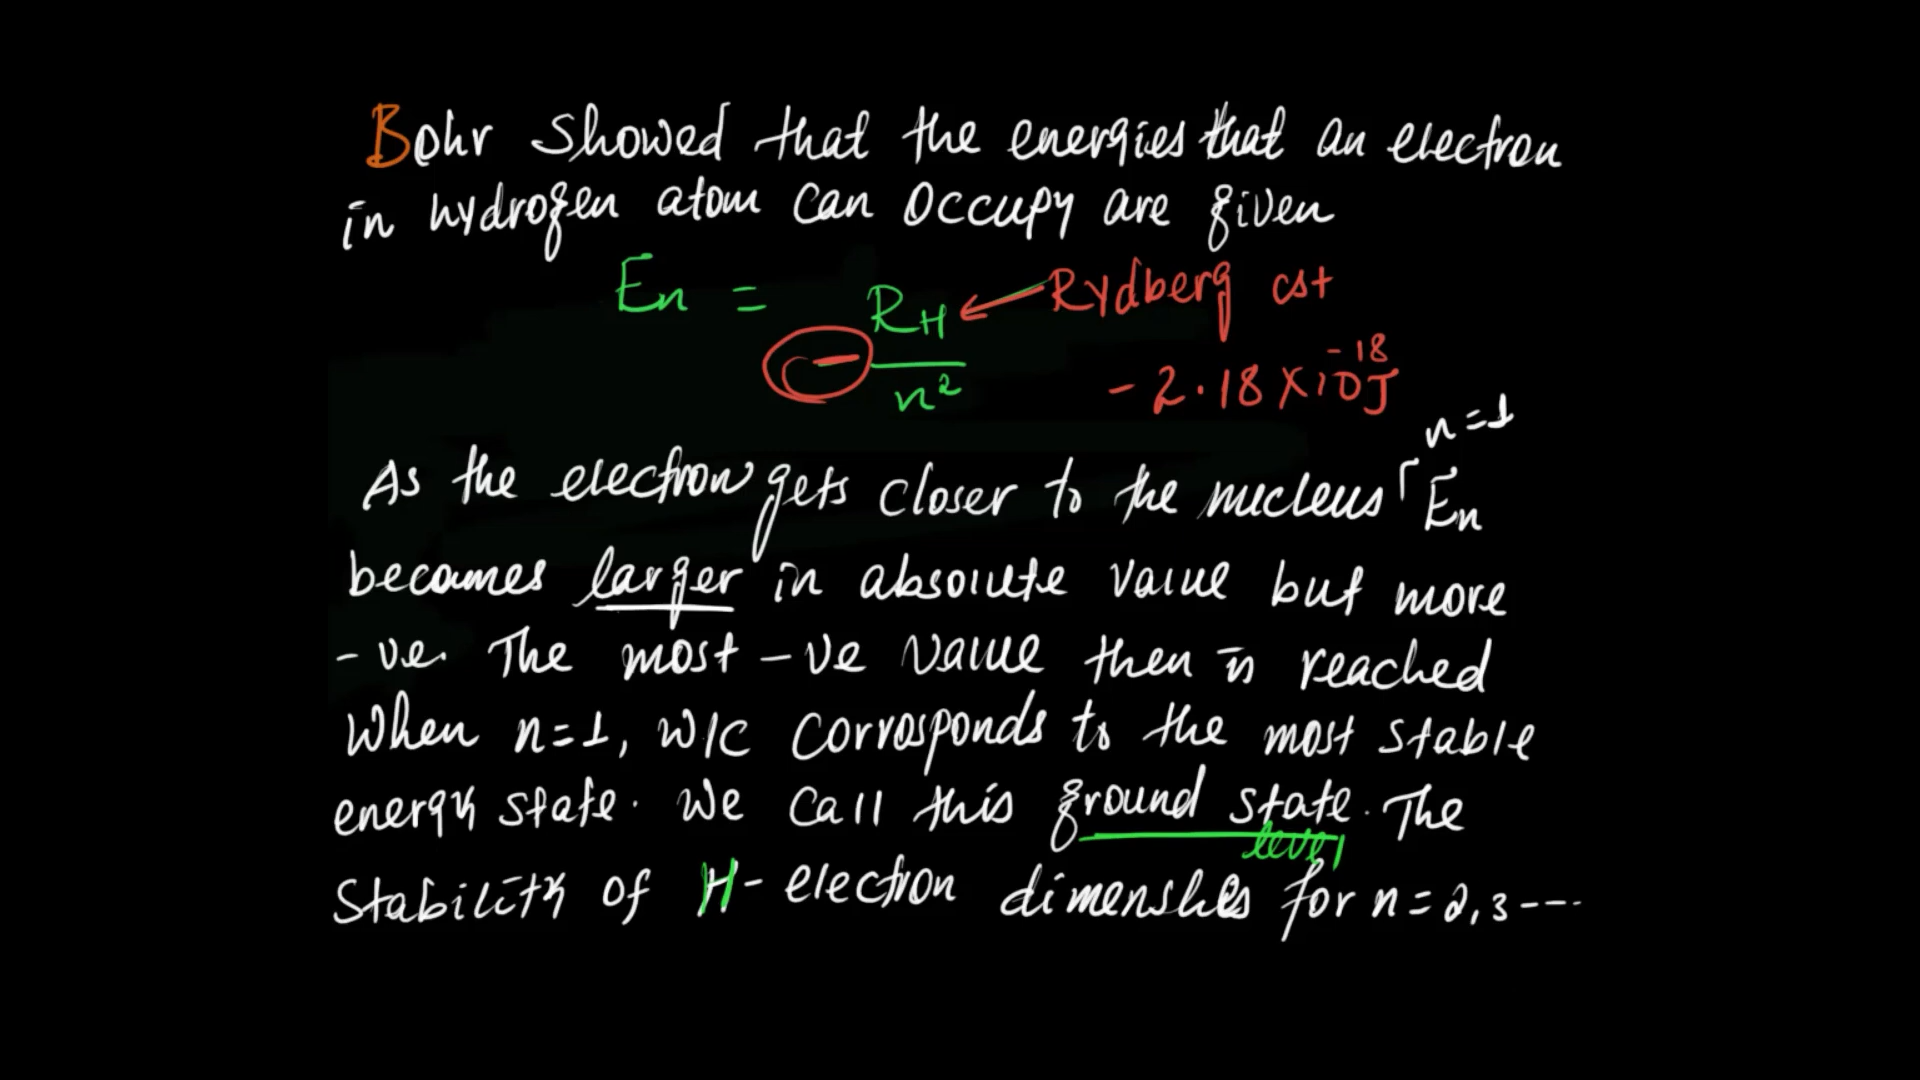 Bohr showed that the energies that an electron
in hydrogen atom can occupy are given
En = - RH/n² ← Rydberg cst
- 2.18 X 10⁻¹⁸ J
n=1
As the electron gets closer to the nucleus En
becomes larger in absolute value but more
-ve. The most -ve value then is reached
when n=1, w/c corrosponds to the most stable
energy state. We call this ground state. The
level
Stability of H-electron dimenshes for n=2,3----